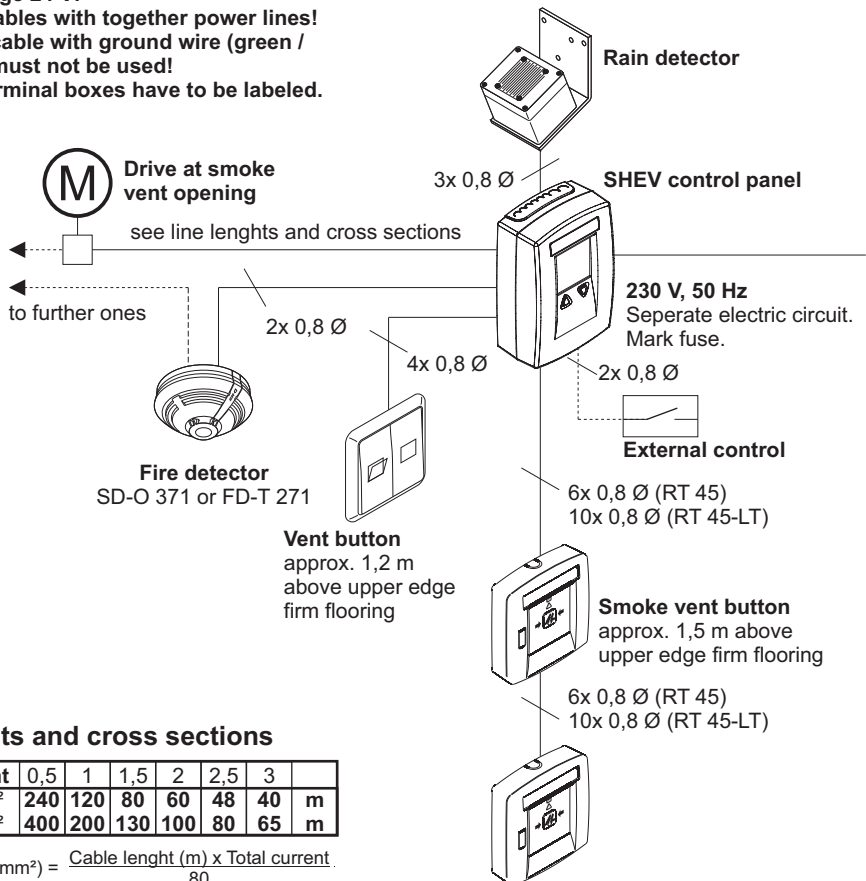 ables with together power lines!
cable with ground wire (green /
must not be used!
rminal boxes have to be labeled.
Rain detector
M
Drive at smoke
vent opening
3x 0,8 Ø
SHEV control panel
see line lenghts and cross sections
to further ones
2x 0,8 Ø
4x 0,8 Ø
230 V, 50 Hz
Seperate electric circuit.
Mark fuse.
2x 0,8 Ø
External control
Fire detector
SD-O 371 or FD-T 271
Vent button
approx. 1,2 m
above upper edge
firm flooring
6x 0,8 Ø (RT 45)
10x 0,8 Ø (RT 45-LT)
Smoke vent button
approx. 1,5 m above
upper edge firm flooring
6x 0,8 Ø (RT 45)
10x 0,8 Ø (RT 45-LT)
ts and cross sections
nt 0,5 1 1,5 2 2,5 3
² 240 120 80 60 48 40 m
² 400 200 130 100 80 65 m
mm²) = Cable lenght (m) x Total current
80